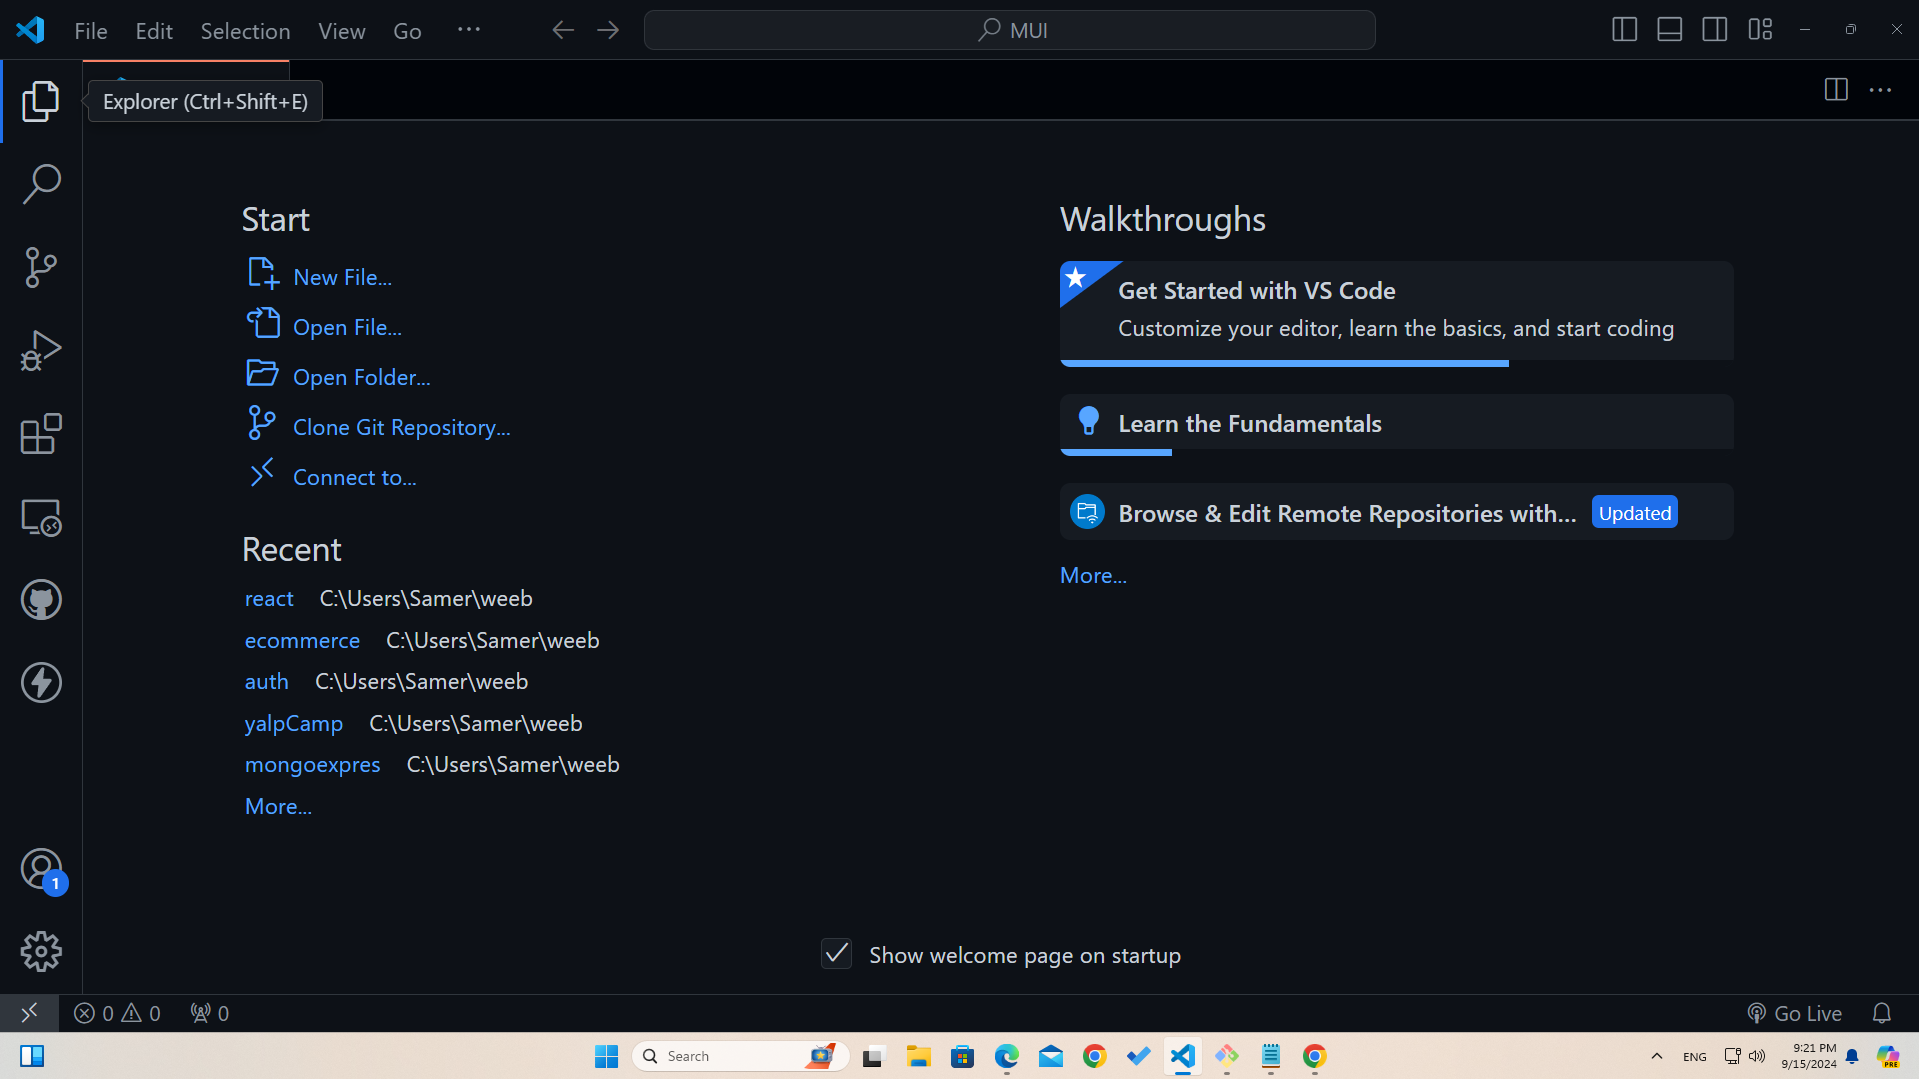 File Edit Selection View Go ···
MUI
Explorer (Ctrl+Shift+E)
Start
New File...
Open File...
Open Folder...
Clone Git Repository...
Connect to...
Recent
react C:\Users\Samer\weeb
ecommerce C:\Users\Samer\weeb
auth C:\Users\Samer\weeb
yalpCamp C:\Users\Samer\weeb
mongoexpres C:\Users\Samer\weeb
More...
Walkthroughs
Get Started with VS Code
Customize your editor, learn the basics, and start coding
Learn the Fundamentals
Browse & Edit Remote Repositories with... Updated
More...
1
Show welcome page on startup
0 0 0
Go Live
Search
ENG
9:21 PM
9/15/2024
PRE